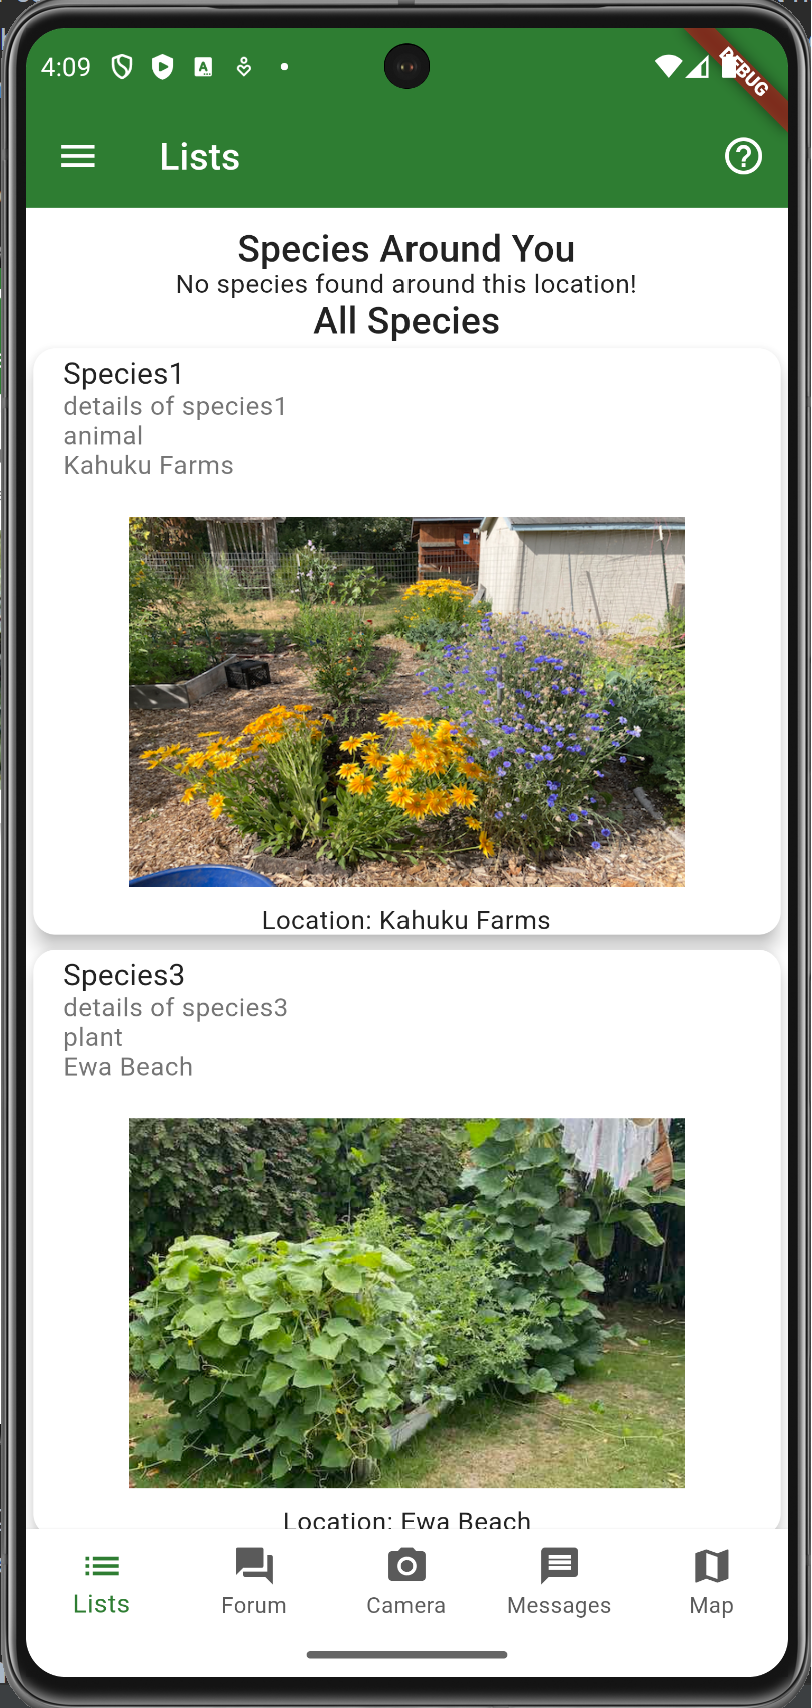 4:09
A
DEBUG
Lists
Species Around You
No species found around this location!
All Species
Species1
details of species1
animal
Kahuku Farms
Location: Kahuku Farms
Species3
details of species3
plant
Ewa Beach
Location: Ewa Beach
Lists
Forum
Camera
Messages
Map